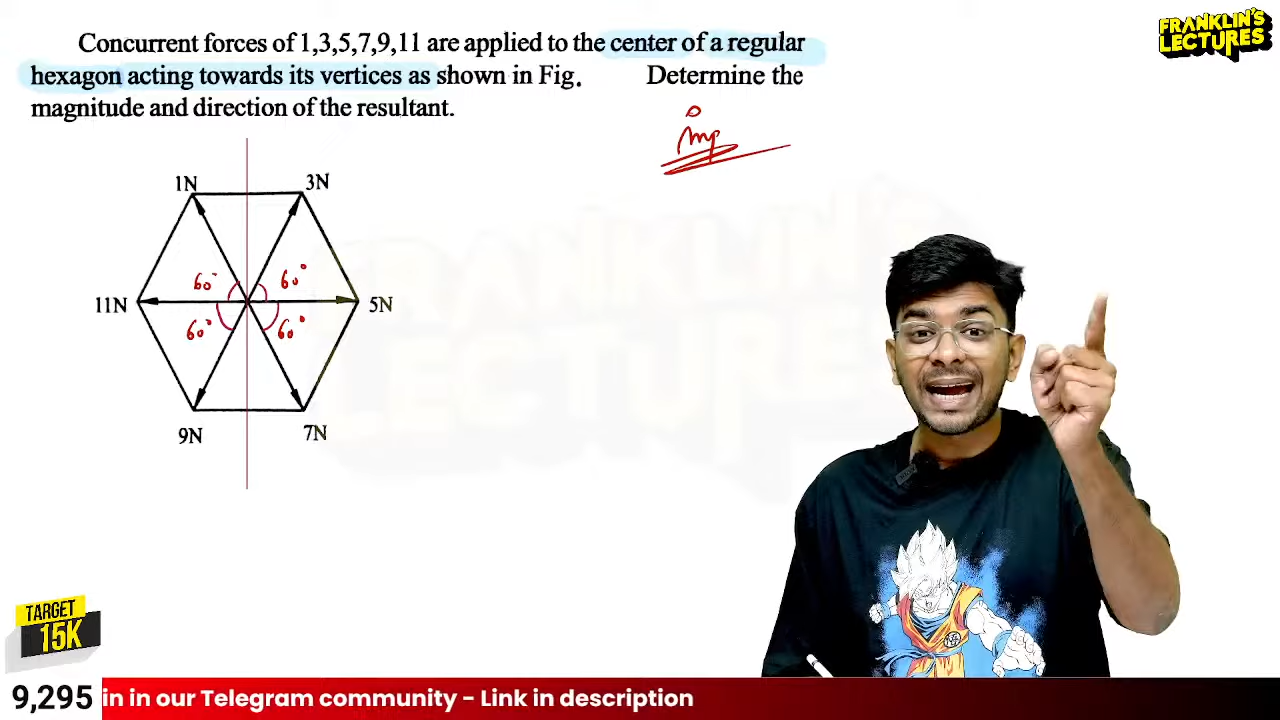 FRANKLIN'S
LECTURES
Concurrent forces of 1,3,5,7,9,11 are applied to the center of a regular
hexagon acting towards its vertices as shown in Fig. Determine the
magnitude and direction of the resultant.
imp
1N 3N
60° 60°
11N 5N
60° 60°
9N 7N
FRANKLIN'S
LECTURES
TARGET
15K
9,295 in in our Telegram community - Link in description